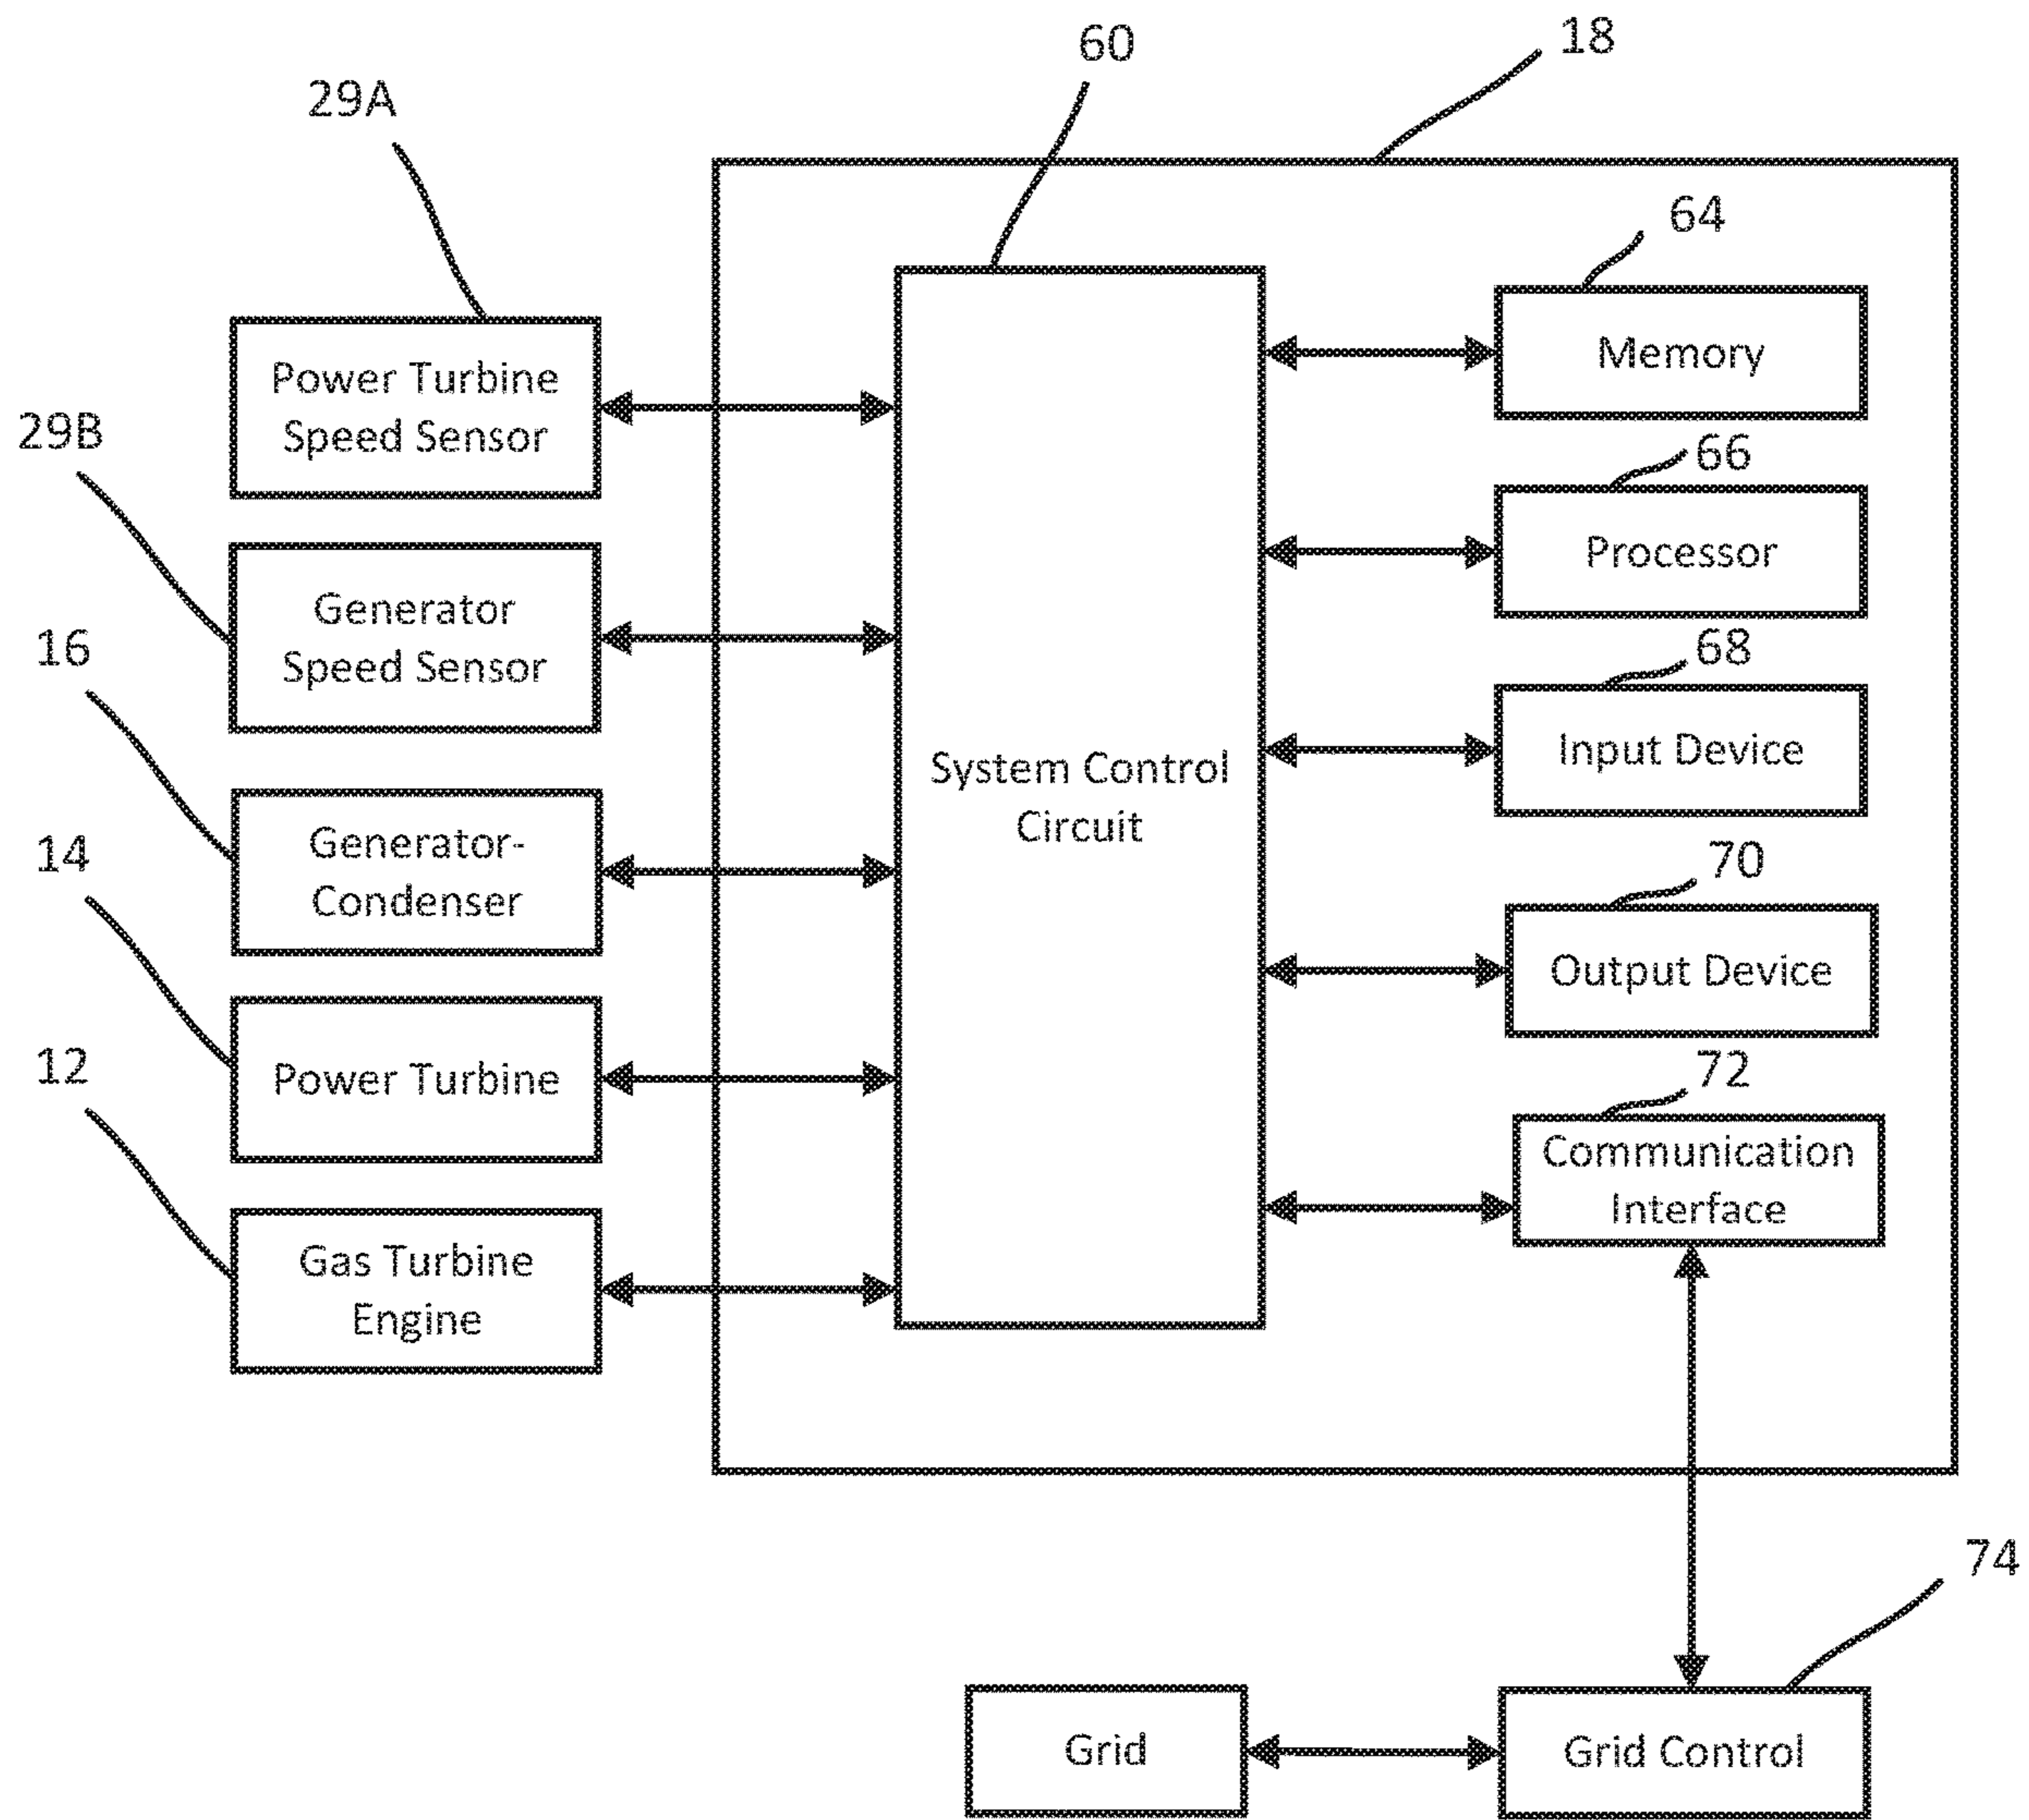 60
18
29A
64
Power Turbine
Speed Sensor
Memory
29B
66
Generator
Speed Sensor
Processor
16
68
System Control
Circuit
Input Device
Generator-
Condenser
14
70
Output Device
Power Turbine
12
72
Communication
Interface
Gas Turbine
Engine
74
Grid
Grid Control